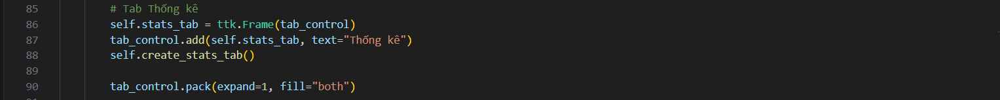 85 # Tab Thống kê
86 self.stats_tab = ttk.Frame(tab_control)
87 tab_control.add(self.stats_tab, text="Thống kê")
88 self.create_stats_tab()
89
90 tab_control.pack(expand=1, fill="both")